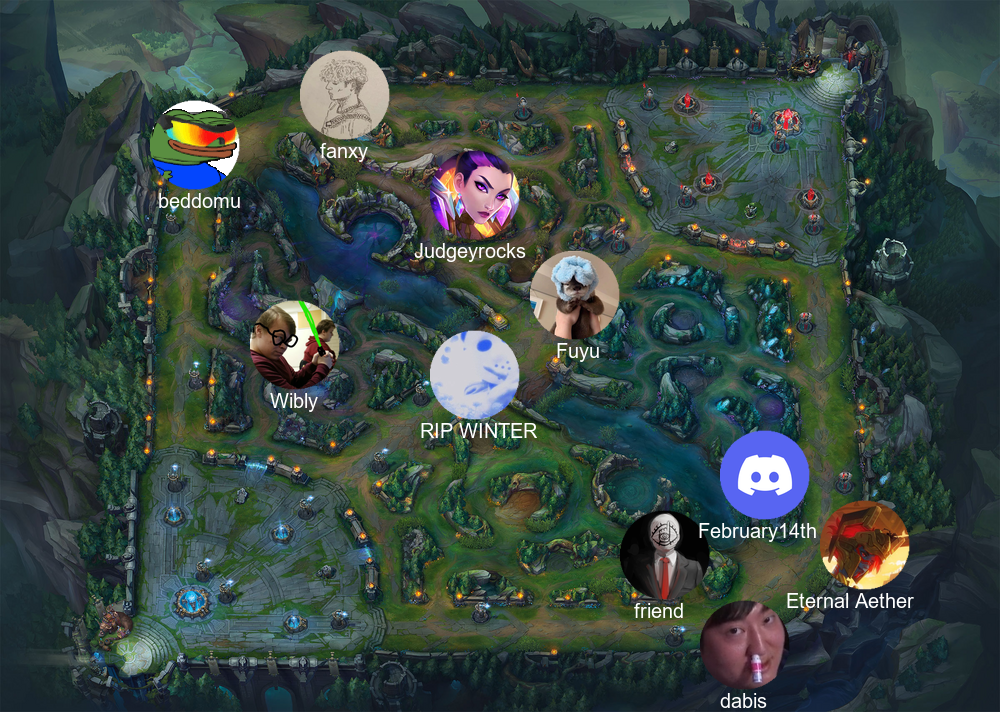 fanxy
beddomu
Judgeyrocks
Fuyu
Wibly
RIP WINTER
February14th
Eternal Aether
friend
dabis